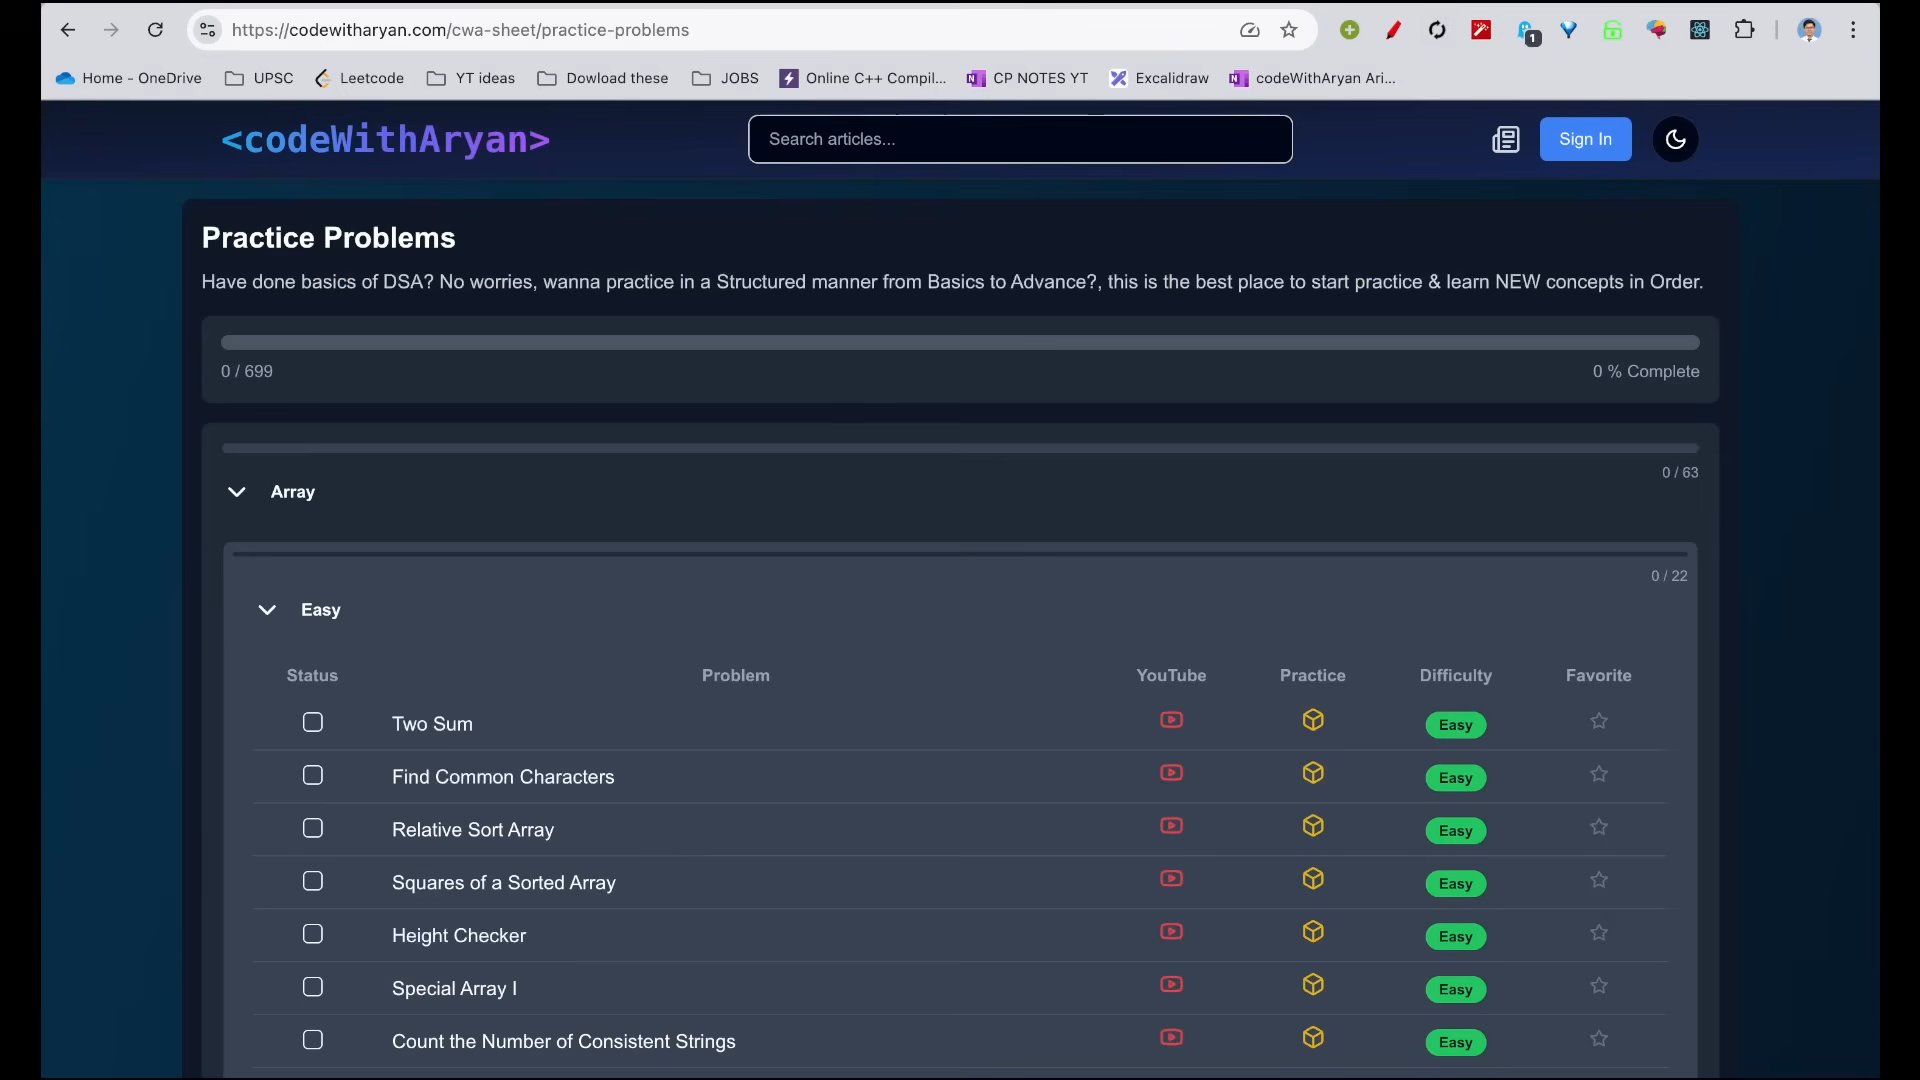 https://codewitharyan.com/cwa-sheet/practice-problems
1
Home - OneDrive UPSC Leetcode YT ideas Dowload these JOBS Online C++ Compil... CP NOTES YT Excalidraw codeWithAryan Ari...
<codeWithAryan> Search articles... Sign In
Practice Problems
Have done basics of DSA? No worries, wanna practice in a Structured manner from Basics to Advance?, this is the best place to start practice & learn NEW concepts in Order.
0 / 699 0 % Complete
0 / 63
Array
0 / 22
Easy
Status Problem YouTube Practice Difficulty Favorite
Two Sum Easy
Find Common Characters Easy
Relative Sort Array Easy
Squares of a Sorted Array Easy
Height Checker Easy
Special Array I Easy
Count the Number of Consistent Strings Easy